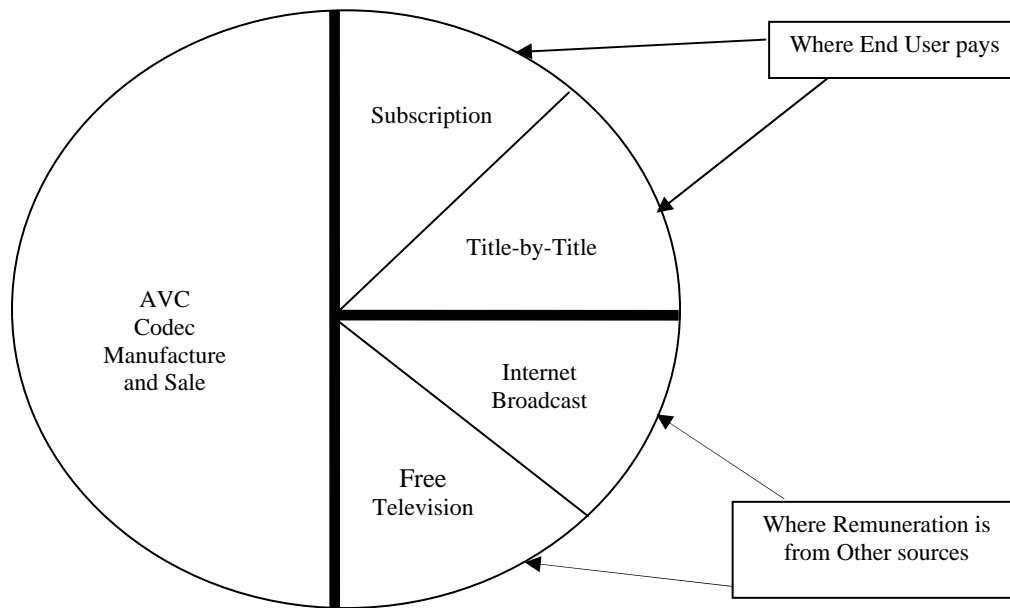 Where End User pays
Subscription
Title-by-Title
AVC
Codec
Manufacture
and Sale
Internet
Broadcast
Free
Television
Where Remuneration is
from Other sources